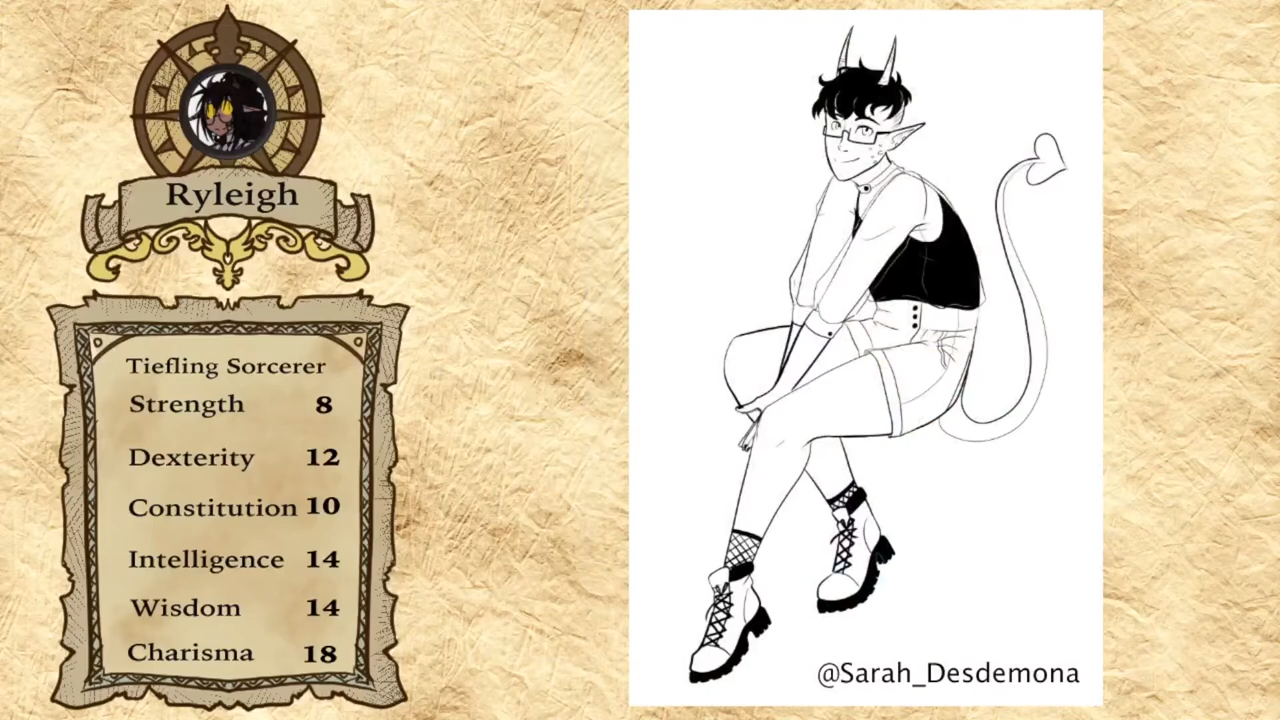 Ryleigh
Tiefling Sorcerer
Strength 8
Dexterity 12
Constitution 10
Intelligence 14
Wisdom 14
Charisma 18
@Sarah_Desdemona